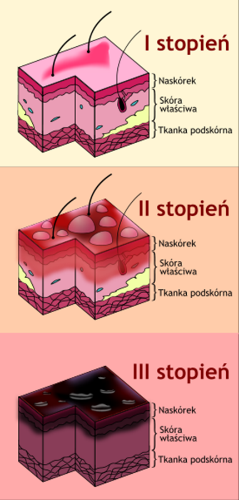 I stopień
Naskórek
Skóra
właściwa
Tkanka podskórna
II stopień
Naskórek
Skóra
właściwa
Tkanka podskórna
III stopień
Naskórek
Skóra
właściwa
Tkanka podskórna